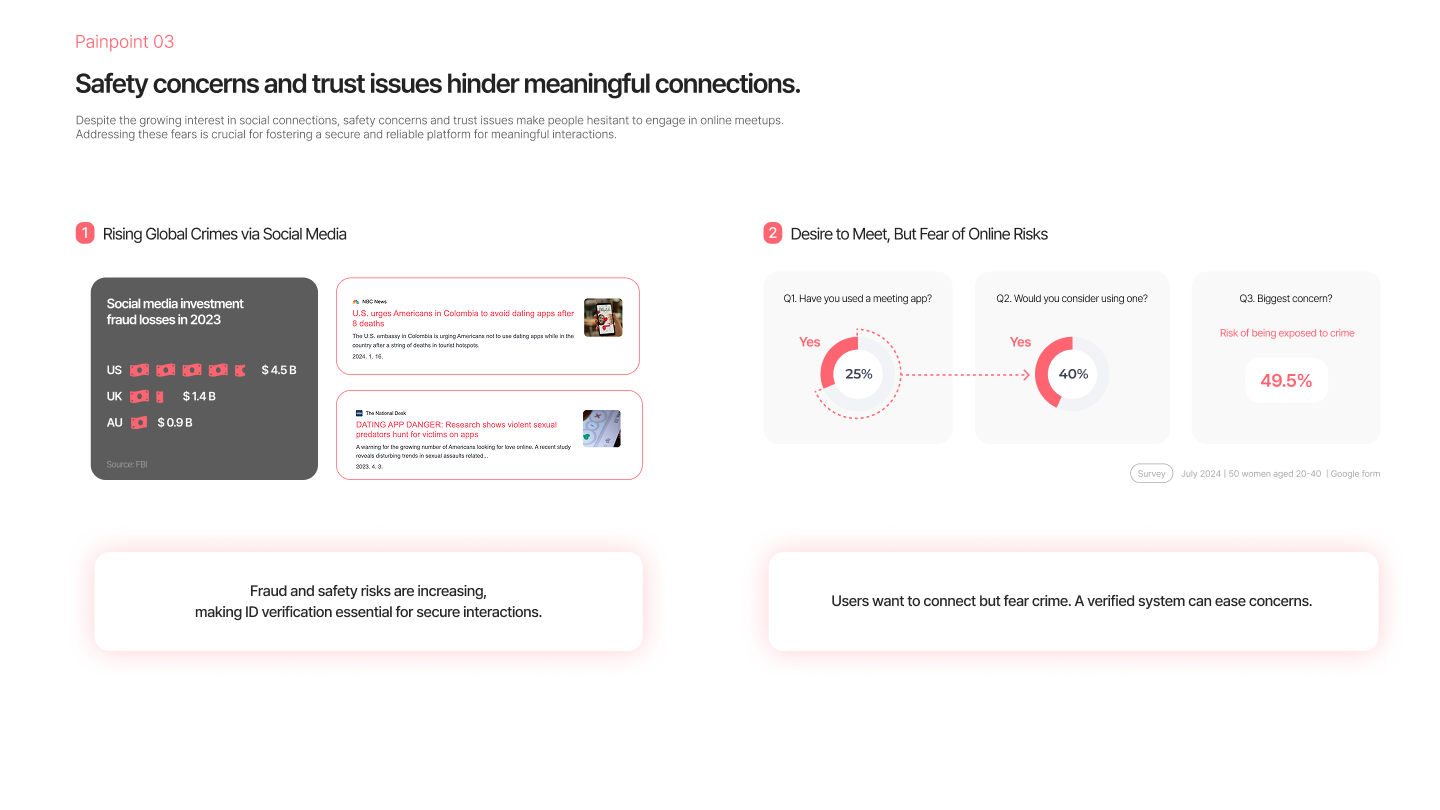 Painpoint 03
Safety concerns and trust issues hinder meaningful connections.
Despite the growing interest in social connections, safety concerns and trust issues make people hesitant to engage in online meetups.
Addressing these fears is crucial for fostering a secure and reliable platform for meaningful interactions.
1 Rising Global Crimes via Social Media
Social media investment
fraud losses in 2023
US $ 4.5 B
UK $ 1.4 B
AU $ 0.9 B
Source: FBI
NBC News
U.S. urges Americans in Colombia to avoid dating apps after
8 deaths
The U.S. embassy in Colombia is urging Americans not to use dating apps while in the
country after a string of deaths in tourist hotspots.
2024. 1. 16.
The National Desk
DATING APP DANGER: Research shows violent sexual
predators hunt for victims on apps
A warning for the growing number of Americans looking for love online. A recent study
reveals disturbing trends in sexual assaults related...
2023. 4. 3.
Fraud and safety risks are increasing,
making ID verification essential for secure interactions.
2 Desire to Meet, But Fear of Online Risks
Q1. Have you used a meeting app?
Yes
25%
Q2. Would you consider using one?
Yes
40%
Q3. Biggest concern?
Risk of being exposed to crime
49.5%
Survey July 2024 | 50 women aged 20-40 | Google form
Users want to connect but fear crime. A verified system can ease concerns.